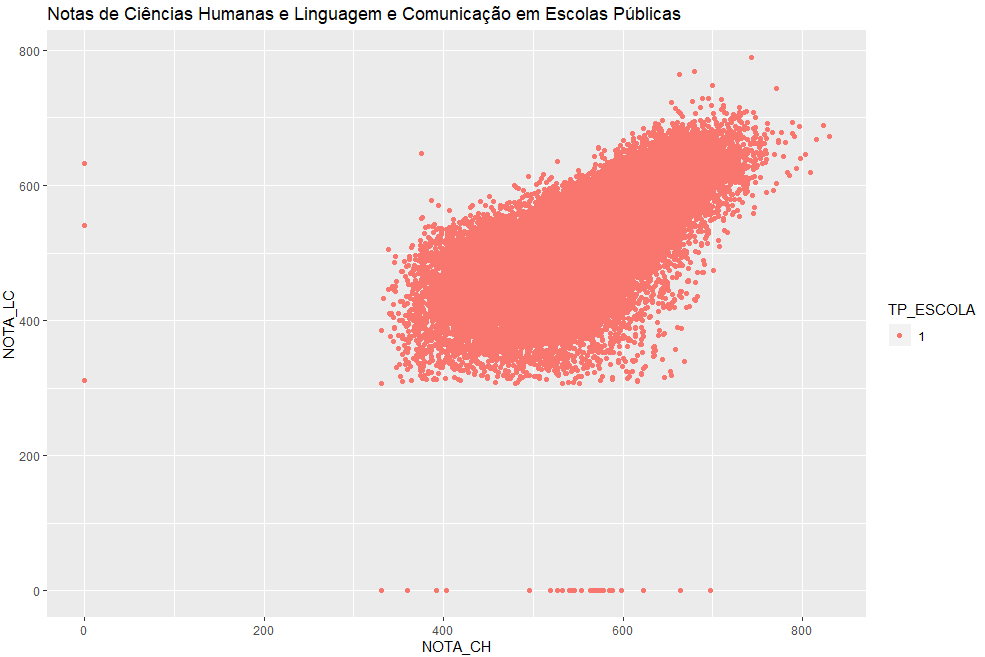 Notas de Ciências Humanas e Linguagem e Comunicação em Escolas Públicas
800
600
400
200
0
NOTA_LC
0
200
400
600
800
NOTA_CH
TP_ESCOLA
1